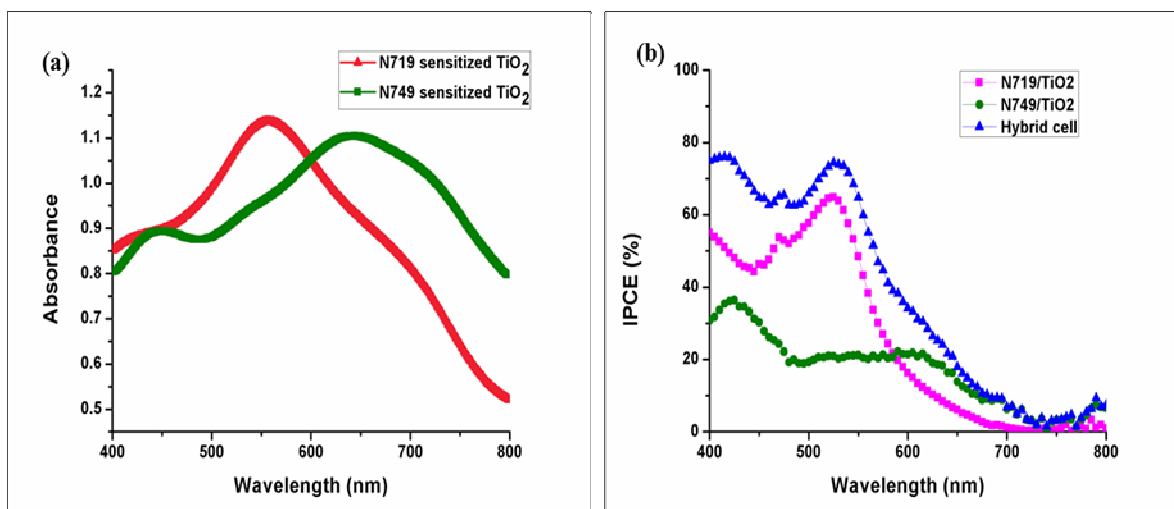 (a)
N719 sensitized TiO2
N749 sensitized TiO2
1.2
1.1
1.0
0.9
0.8
0.7
0.6
0.5
Absorbance
400 500 600 700 800
Wavelength (nm)
(b)
N719/TiO2
N749/TiO2
Hybrid cell
100
80
60
40
20
0
IPCE (%)
400 500 600 700 800
Wavelength (nm)